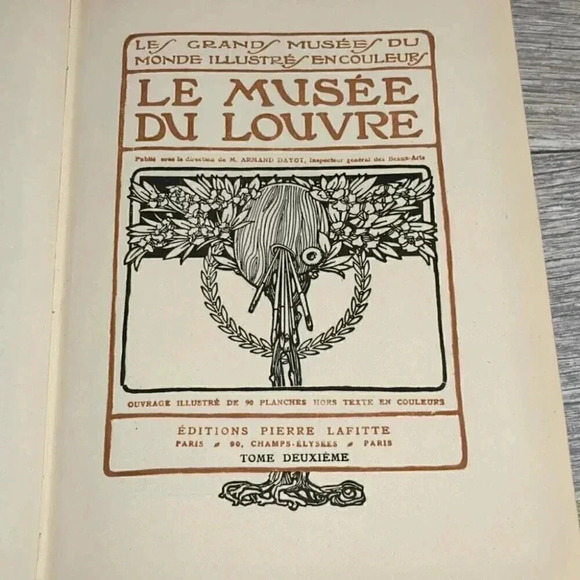 LES GRANDS MUSÉES DU
MONDE ILLUSTRÉS EN COULEURS
LE MUSÉE
DU LOUVRE
Publié sous la direction de M. ARMAND DAYOT, Inspecteur général des Beaux-Arts
OUVRAGE ILLUSTRÉ DE 90 PLANCHES HORS TEXTE EN COULEURS
ÉDITIONS PIERRE LAFITTE
PARIS 90, CHAMPS-ÉLYSÉES PARIS
TOME DEUXIÈME